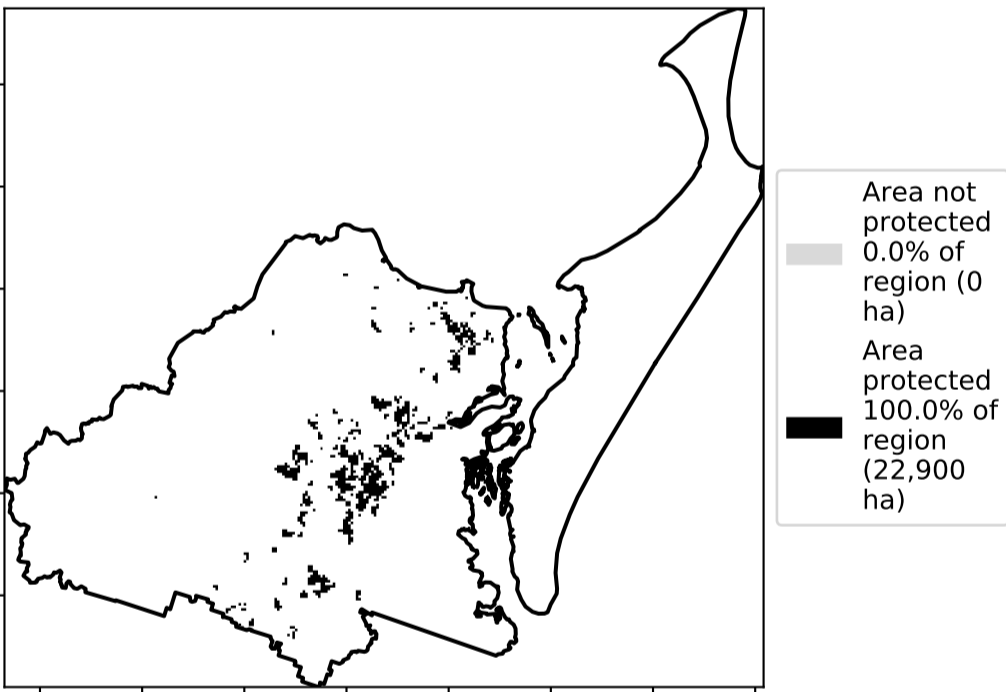 Area not
protected
0.0% of
region (0
ha)
Area
protected
100.0% of
region
(22,900
ha)